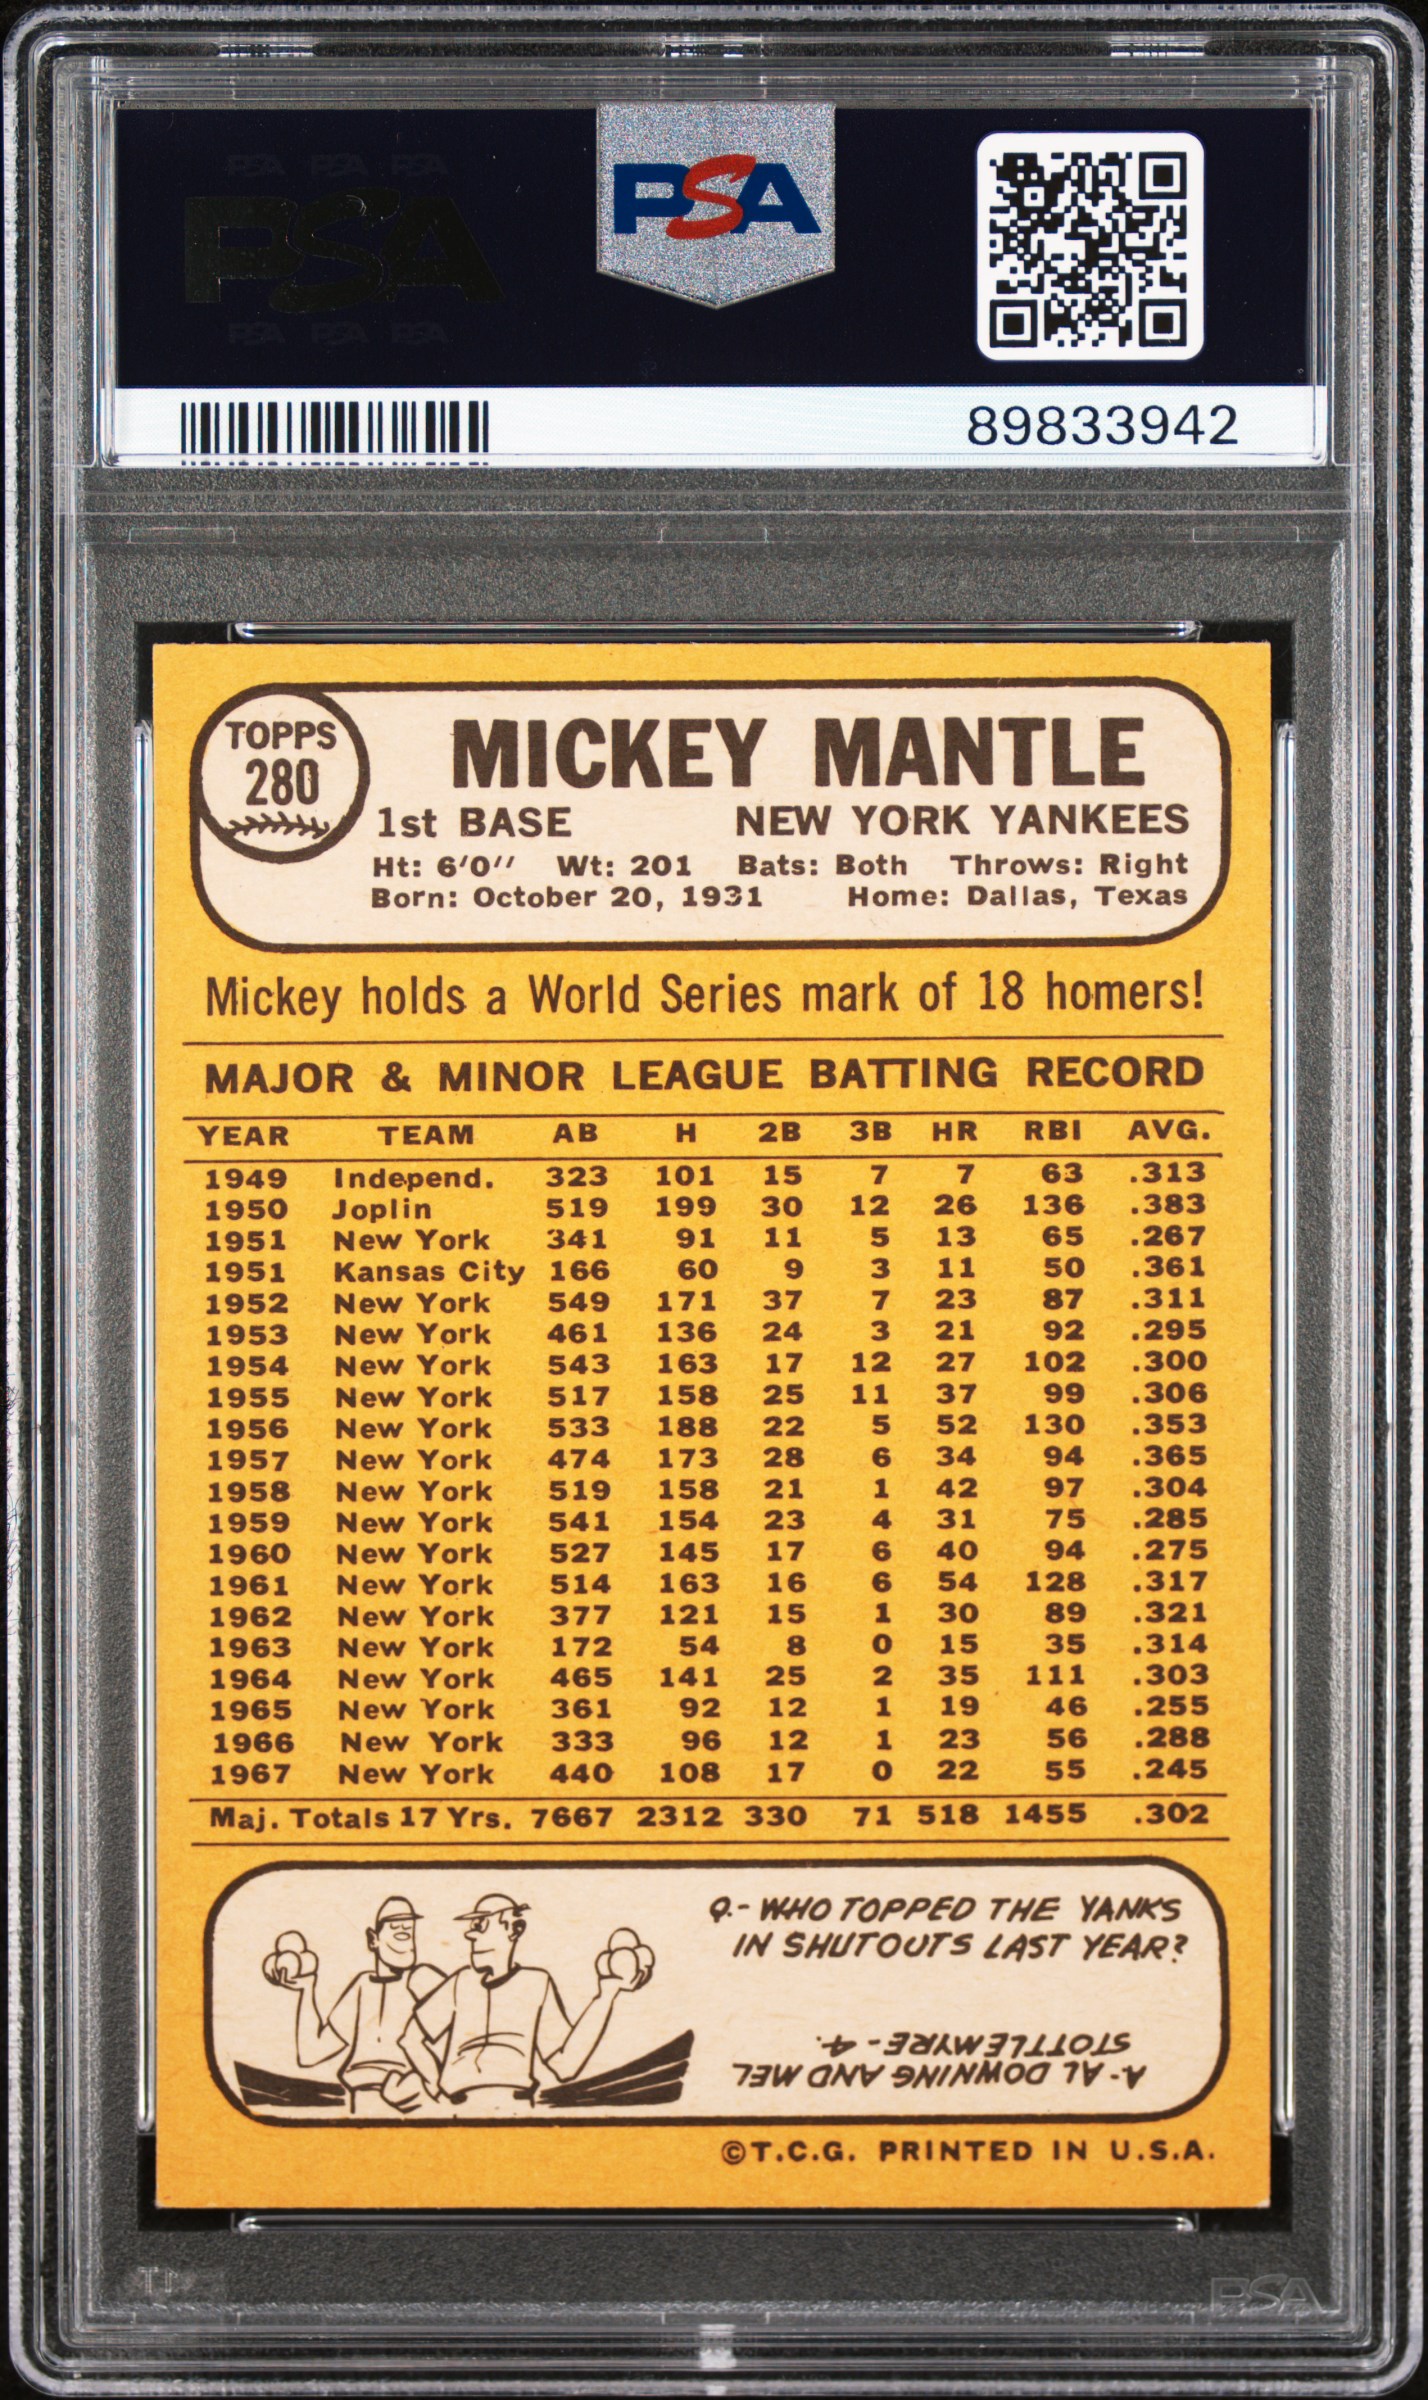 PSA PSA PSA
PSA
PSA PSA PSA
PSA
89833942
TOPPS
280
MICKEY MANTLE
1st BASE NEW YORK YANKEES
Ht: 6'0'' Wt: 201 Bats: Both Throws: Right
Born: October 20, 1931 Home: Dallas, Texas
Mickey holds a World Series mark of 18 homers!
MAJOR & MINOR LEAGUE BATTING RECORD
YEAR TEAM AB H 2B 3B HR RBI AVG.
1949 Independ. 323 101 15 7 7 63 .313
1950 Joplin 519 199 30 12 26 136 .383
1951 New York 341 91 11 5 13 65 .267
1951 Kansas City 166 60 9 3 11 50 .361
1952 New York 549 171 37 7 23 87 .311
1953 New York 461 136 24 3 21 92 .295
1954 New York 543 163 17 12 27 102 .300
1955 New York 517 158 25 11 37 99 .306
1956 New York 533 188 22 5 52 130 .353
1957 New York 474 173 28 6 34 94 .365
1958 New York 519 158 21 1 42 97 .304
1959 New York 541 154 23 4 31 75 .285
1960 New York 527 145 17 6 40 94 .275
1961 New York 514 163 16 6 54 128 .317
1962 New York 377 121 15 1 30 89 .321
1963 New York 172 54 8 0 15 35 .314
1964 New York 465 141 25 2 35 111 .303
1965 New York 361 92 12 1 19 46 .255
1966 New York 333 96 12 1 23 56 .288
1967 New York 440 108 17 0 22 55 .245
Maj. Totals 17 Yrs. 7667 2312 330 71 518 1455 .302
Q.- WHO TOPPED THE YANKS
IN SHUTOUTS LAST YEAR?
A- AL DOWNING AND MEL
STOTTLEMYRE - 4.
©T.C.G. PRINTED IN U.S.A.
PSA